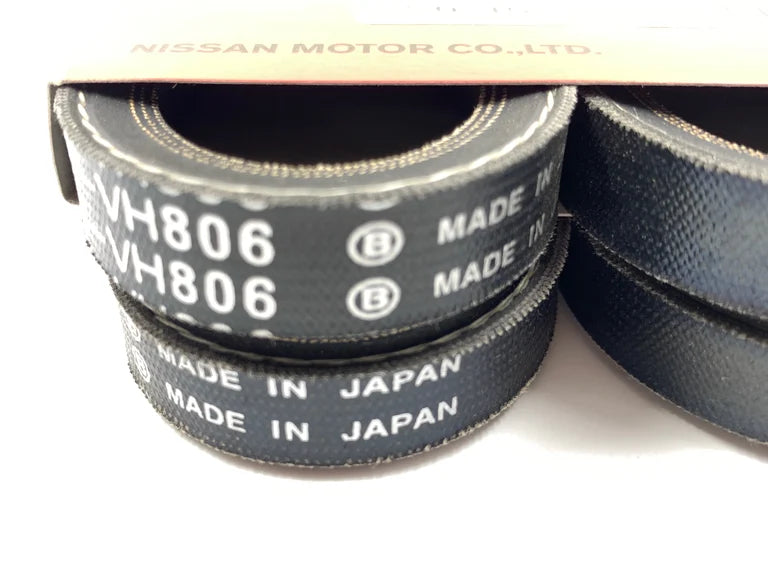 NISSAN MOTOR CO.,LTD.
-VH806 B MADE IN
-VH806 B MADE IN
MADE IN JAPAN
B MADE IN JAPAN